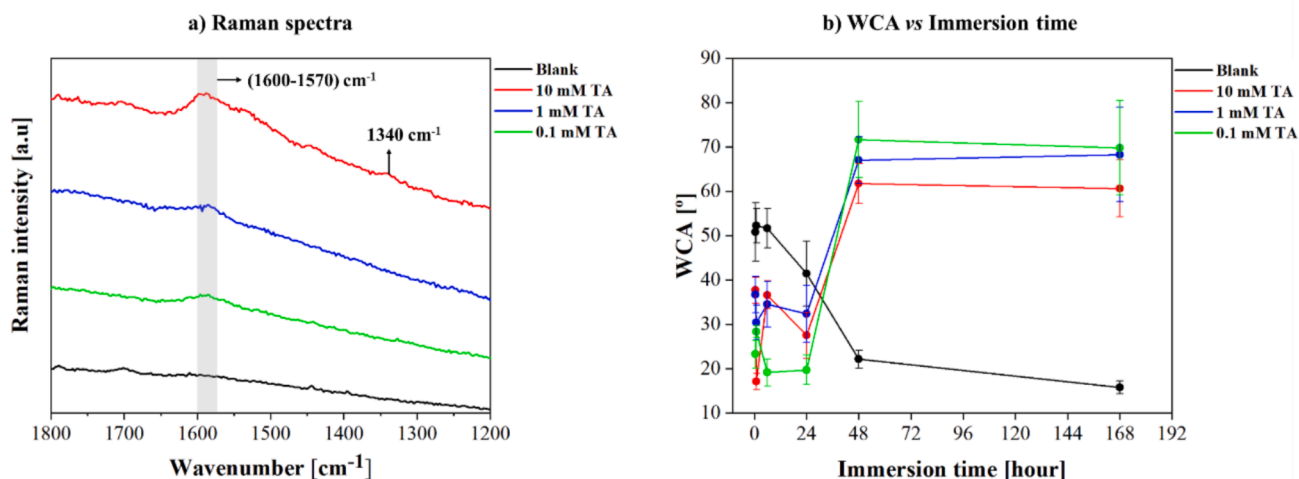 a) Raman spectra
(1600-1570) cm⁻¹
1340 cm⁻¹
Blank
10 mM TA
1 mM TA
0.1 mM TA
Raman intensity [a.u]
1800 1700 1600 1500 1400 1300 1200
Wavenumber [cm⁻¹]
b) WCA vs Immersion time
Blank
10 mM TA
1 mM TA
0.1 mM TA
WCA [º]
90
80
70
60
50
40
30
20
10
0 24 48 72 96 120 144 168 192
Immersion time [hour]